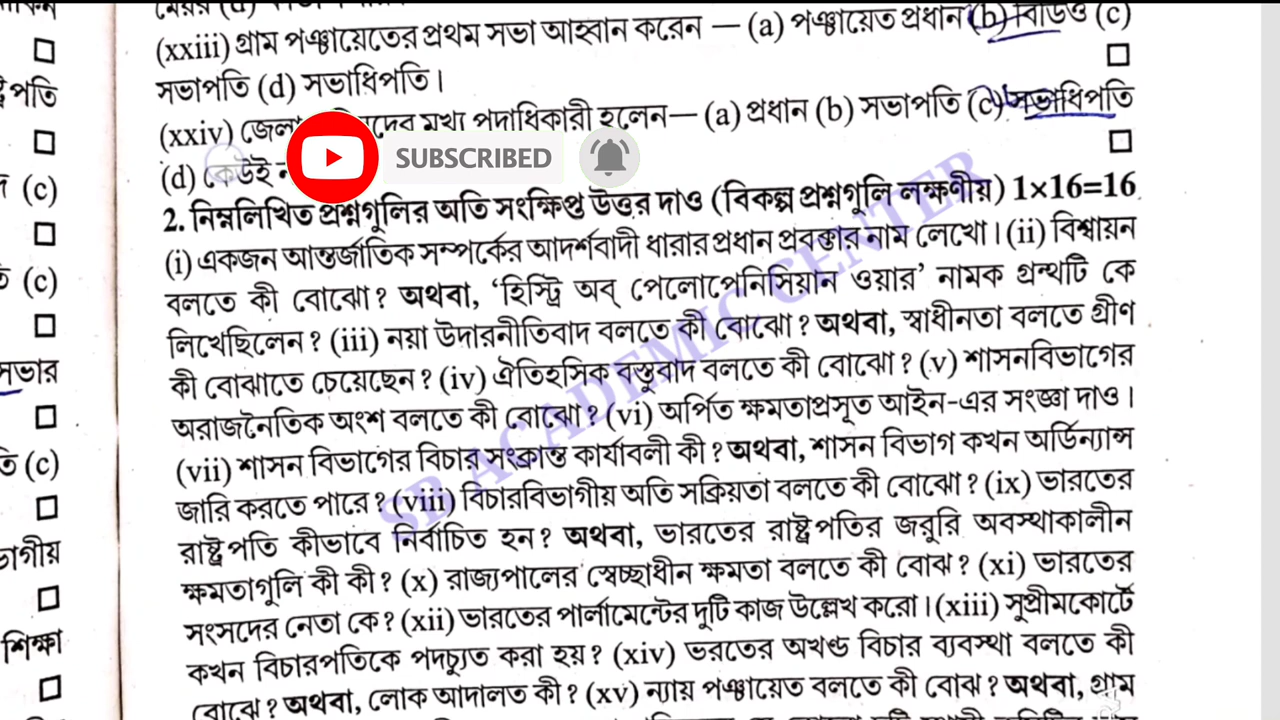 (xxiii) গ্রাম পঞ্চায়েতের প্রথম সভা আহ্বান করেন — (a) পঞ্চায়েত প্রধান (b) বিডিও (c)
সভাপতি (d) সভাধিপতি।
(xxiv) জেলা মুখ্য পদাধিকারী হলেন— (a) প্রধান (b) সভাপতি (c) সভাধিপতি
(d) কেউই
SUBSCRIBED
2. নিম্নলিখিত প্রশ্নগুলির অতি সংক্ষিপ্ত উত্তর দাও (বিকল্প প্রশ্নগুলি লক্ষণীয়) 1×16=16
(i) একজন আন্তর্জাতিক সম্পর্কের আদর্শবাদী ধারার প্রধান প্রবক্তার নাম লেখো। (ii) বিশ্বায়ন
বলতে কী বোঝো? অথবা, ‘হিস্ট্রি অব্ পেলোপেনিসিয়ান ওয়ার’ নামক গ্রন্থটি কে
লিখেছিলেন? (iii) নয়া উদারনীতিবাদ বলতে কী বোঝো? অথবা, স্বাধীনতা বলতে গ্রীণ
কী বোঝাতে চেয়েছেন? (iv) ঐতিহসিক বস্তুবাদ বলতে কী বোঝো? (v) শাসনবিভাগের
অরাজনৈতিক অংশ বলতে কী বোঝো? (vi) অর্পিত ক্ষমতাপ্রসূত আইন-এর সংজ্ঞা দাও।
(vii) শাসন বিভাগের বিচার সংক্রান্ত কার্যাবলী কী? অথবা, শাসন বিভাগ কখন অর্ডিন্যান্স
জারি করতে পারে? (viii) বিচারবিভাগীয় অতি সক্রিয়তা বলতে কী বোঝো? (ix) ভারতের
রাষ্ট্রপতি কীভাবে নির্বাচিত হন? অথবা, ভারতের রাষ্ট্রপতির জরুরি অবস্থাকালীন
ক্ষমতাগুলি কী কী? (x) রাজ্যপালের স্বেচ্ছাধীন ক্ষমতা বলতে কী বোঝ? (xi) ভারতের
সংসদের নেতা কে? (xii) ভারতের পার্লামেন্টের দুটি কাজ উল্লেখ করো। (xiii) সুপ্রীমকোর্টে
কখন বিচারপতিকে পদচ্যুত করা হয়? (xiv) ভরতের অখণ্ড বিচার ব্যবস্থা বলতে কী
বোঝে? অথবা, লোক আদালত কী? (xv) ন্যায় পঞ্চায়েত বলতে কী বোঝ? অথবা, গ্রাম
SB ACADEMIC CENTER
(c)
(c)
সভার
(c)
শিক্ষা